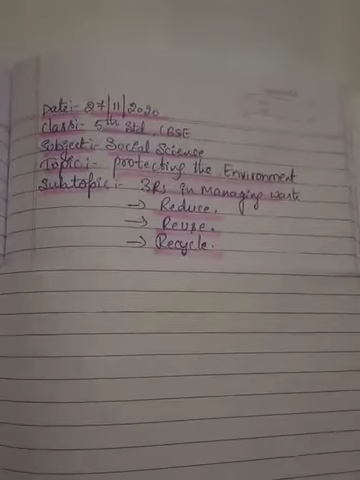 Date:- 27/11/2020
Class:- 5th Std, CBSE
Subject:- Social Science
Topic:- protecting the Environment
Subtopic:- 3Rs in Managing waste
→ Reduce.
→ Reuse.
→ Recycle.